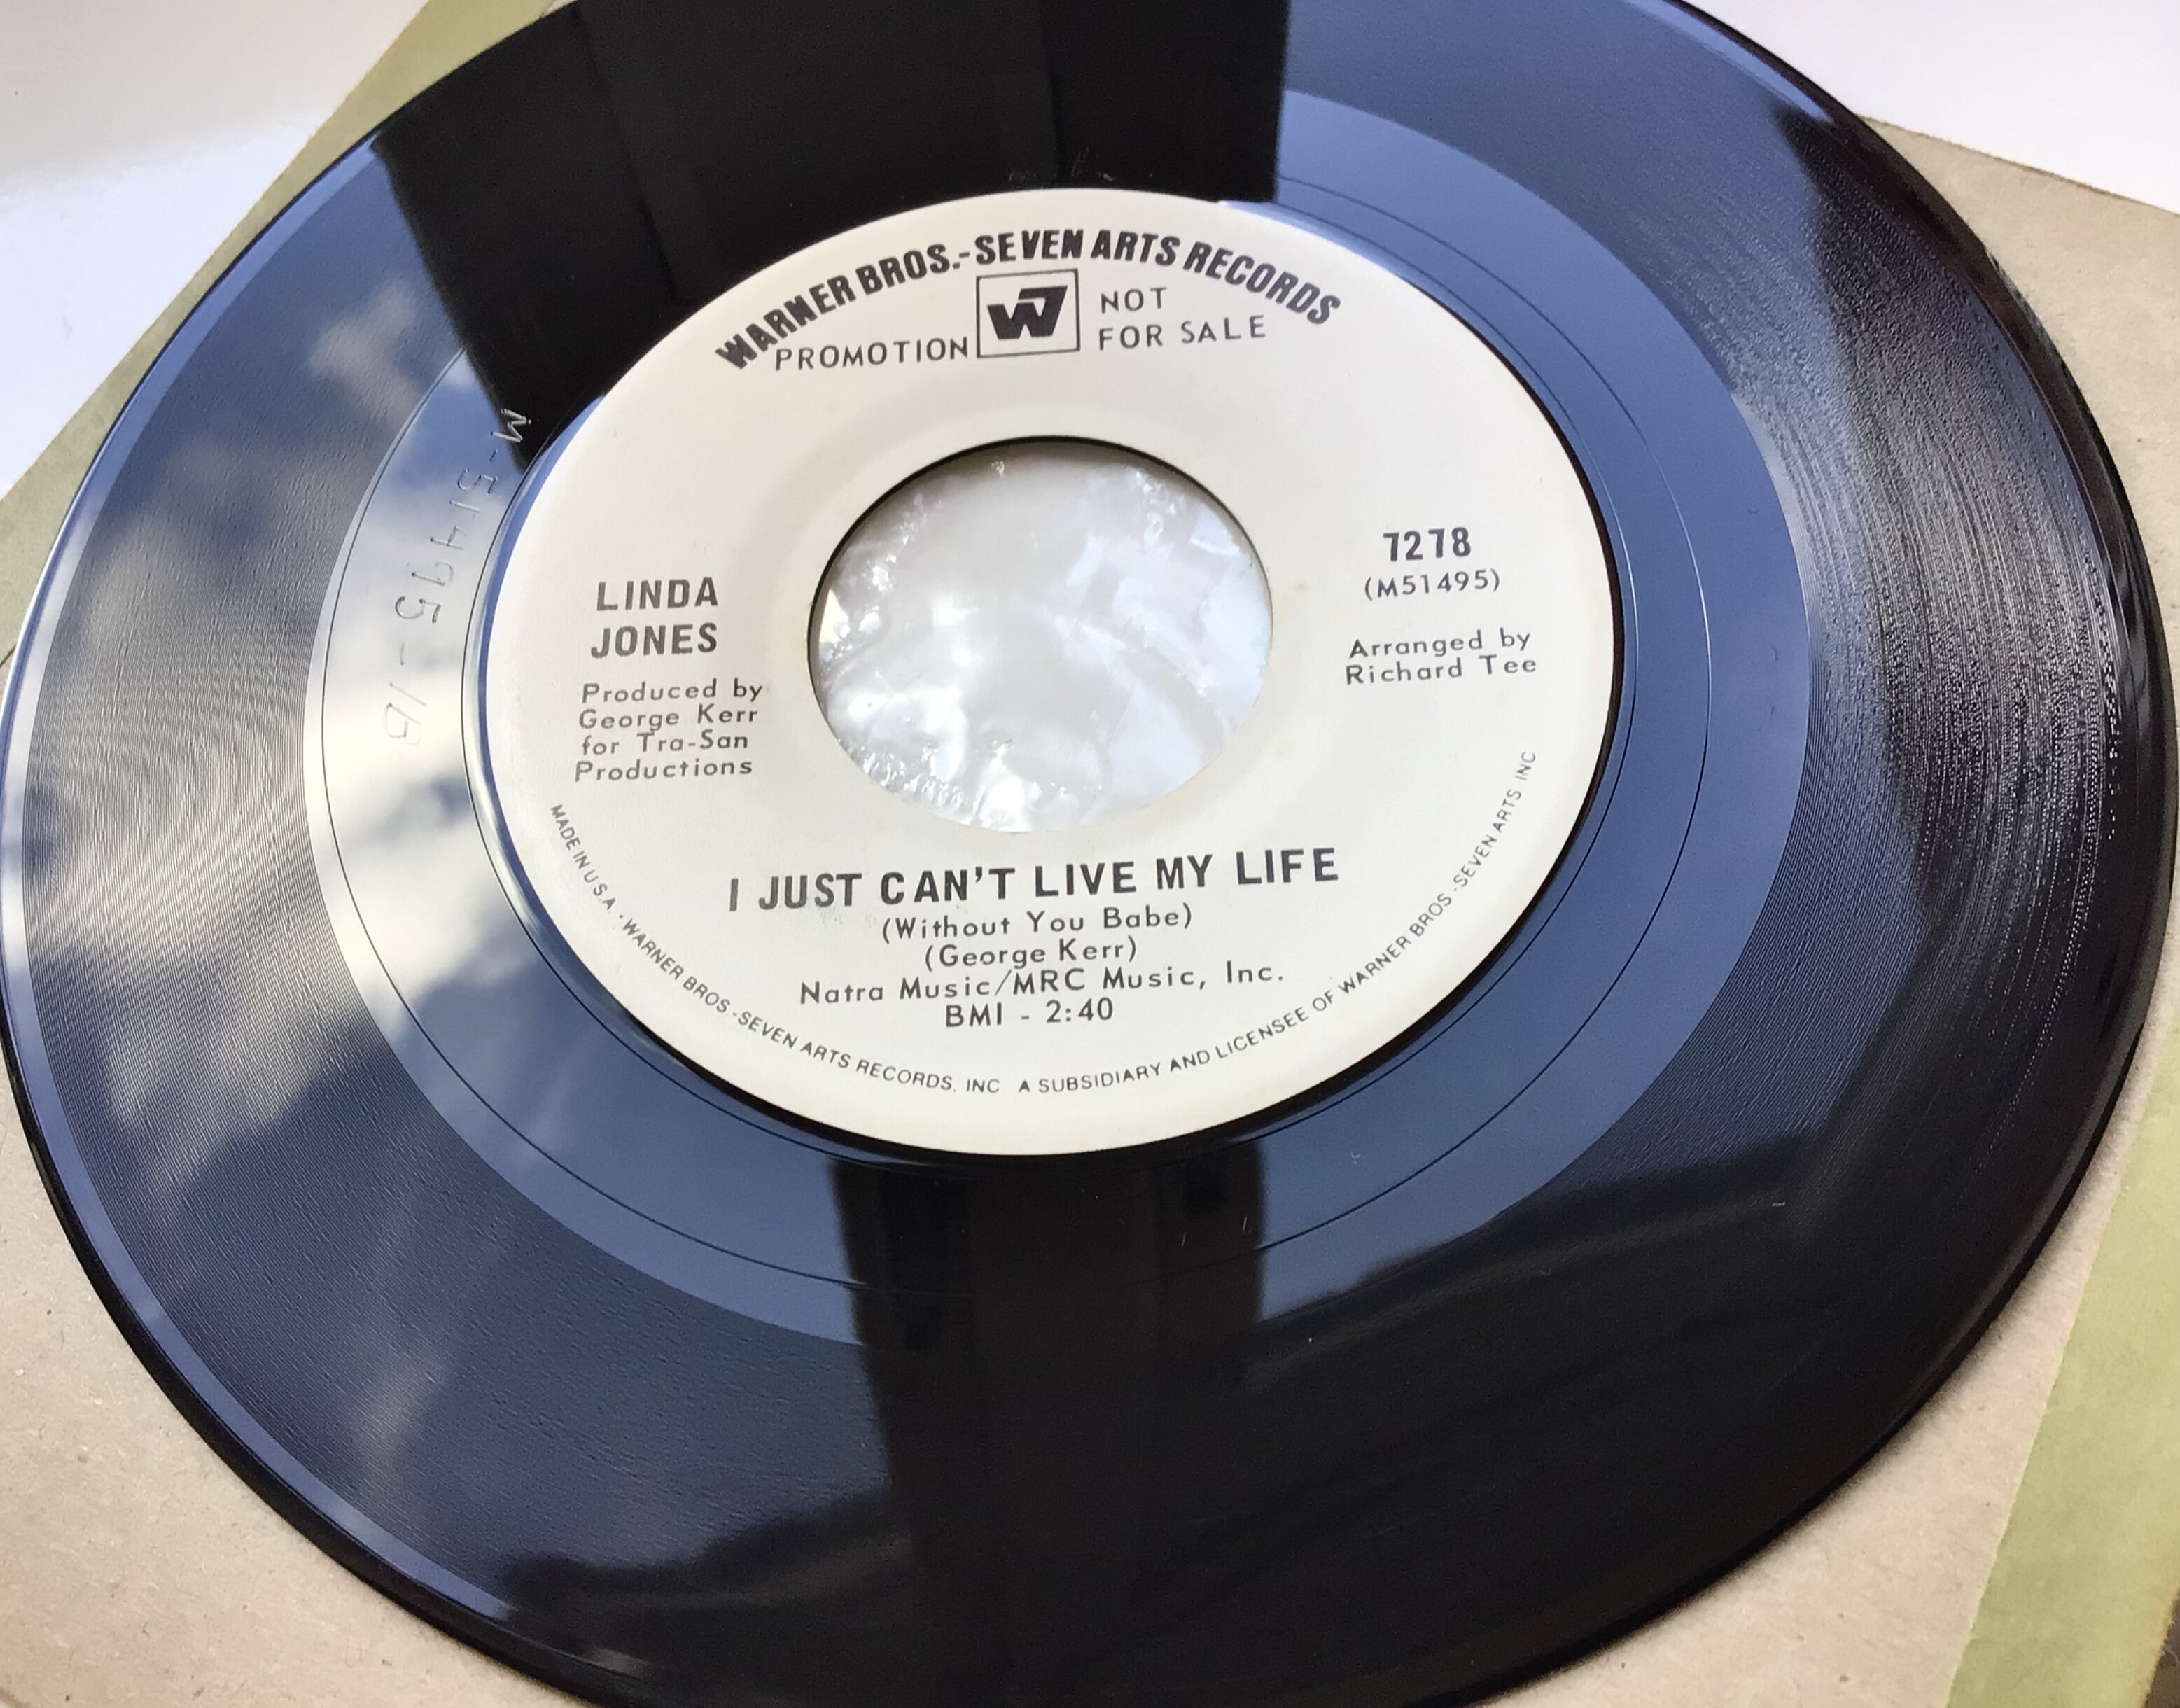 WARNER BROS.-SEVEN ARTS RECORDS
PROMOTION W7 NOT
FOR SALE
7278
(M51495)
Arranged by
Richard Tee
LINDA
JONES
Produced by
George Kerr
for Tra-San
Productions
I JUST CAN'T LIVE MY LIFE
(Without You Babe)
(George Kerr)
Natra Music/MRC Music, Inc.
BMI - 2:40
MADE IN U.S.A. · WARNER BROS.-SEVEN ARTS RECORDS, INC. A SUBSIDIARY AND LICENSEE OF WARNER BROS.-SEVEN ARTS INC
M-51495-1B